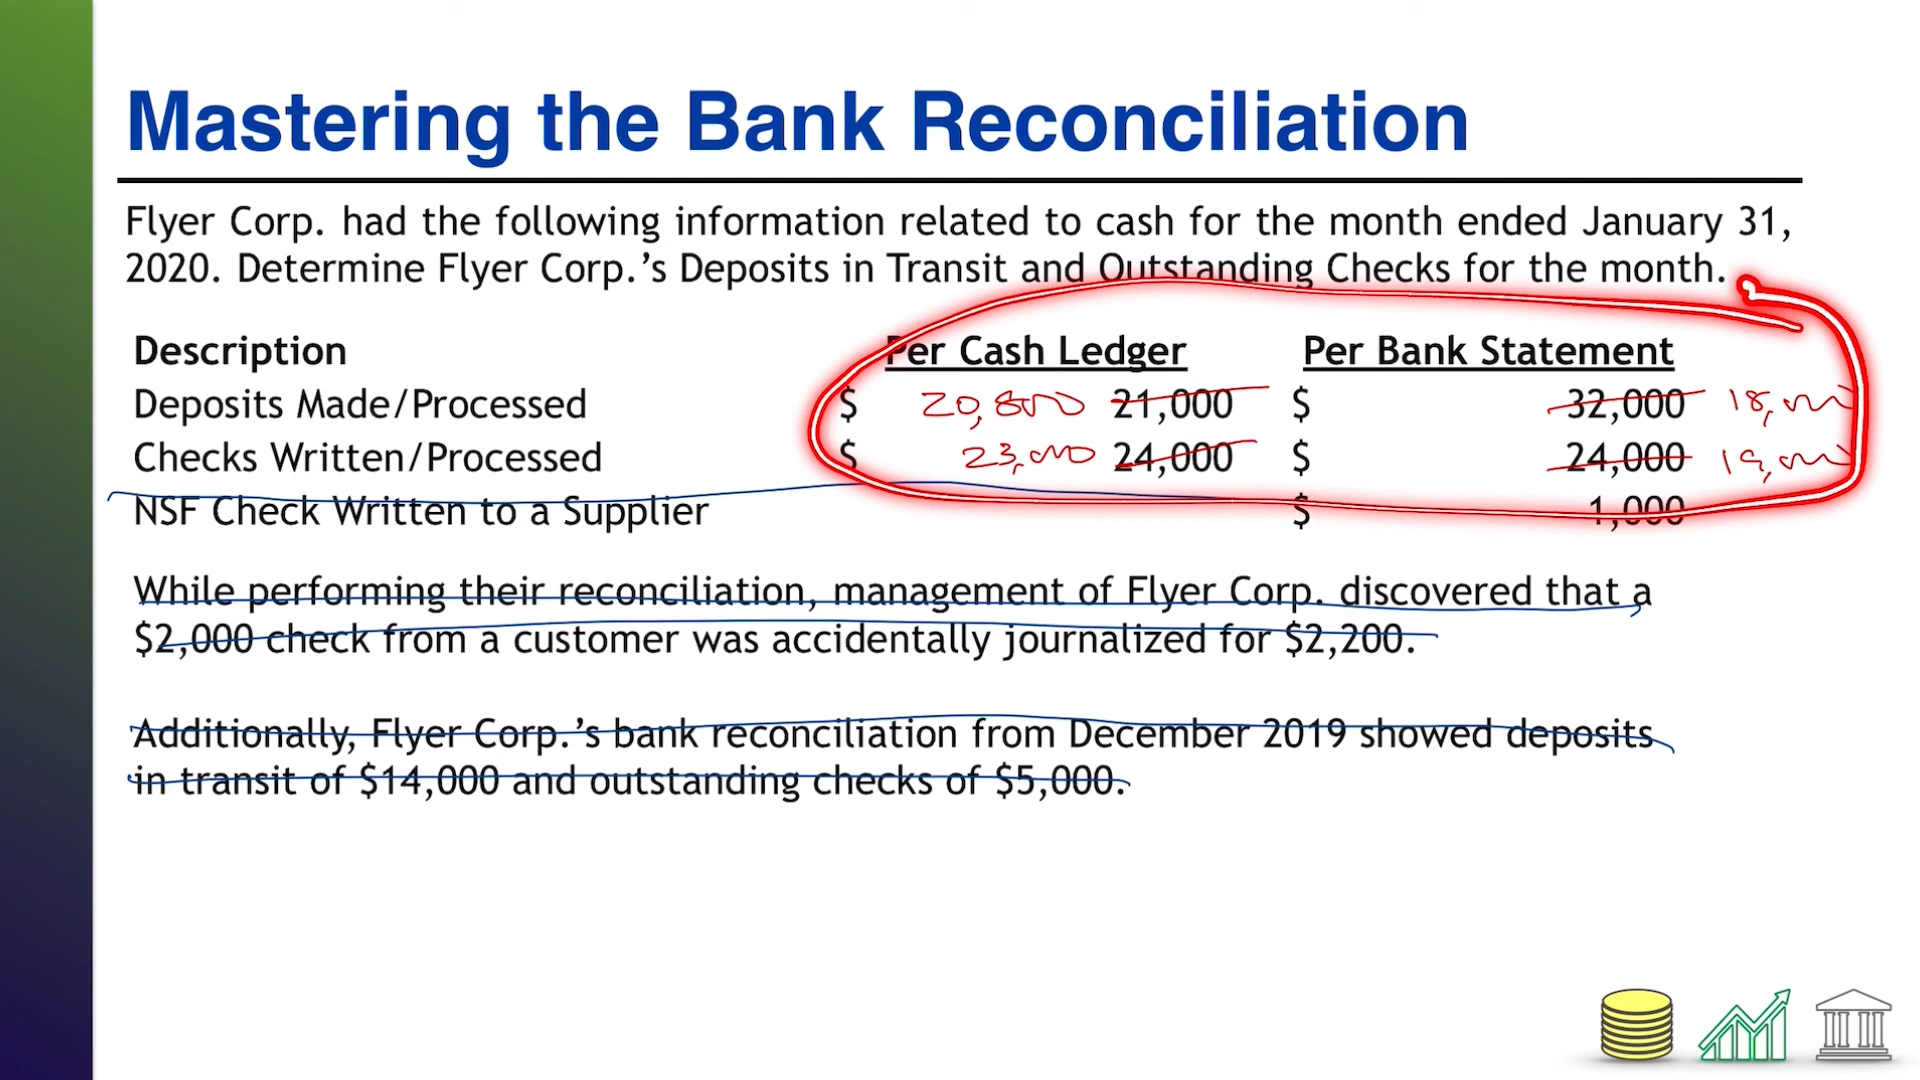 Mastering the Bank Reconciliation
Flyer Corp. had the following information related to cash for the month ended January 31,
2020. Determine Flyer Corp.’s Deposits in Transit and Outstanding Checks for the month.
Description Per Cash Ledger Per Bank Statement
Deposits Made/Processed $ 20,800 21,000 $ 32,000 18,000
Checks Written/Processed $ 23,000 24,000 $ 24,000 19,000
NSF Check Written to a Supplier $ 1,000
While performing their reconciliation, management of Flyer Corp. discovered that a
$2,000 check from a customer was accidentally journalized for $2,200.
Additionally, Flyer Corp.’s bank reconciliation from December 2019 showed deposits
in transit of $14,000 and outstanding checks of $5,000.